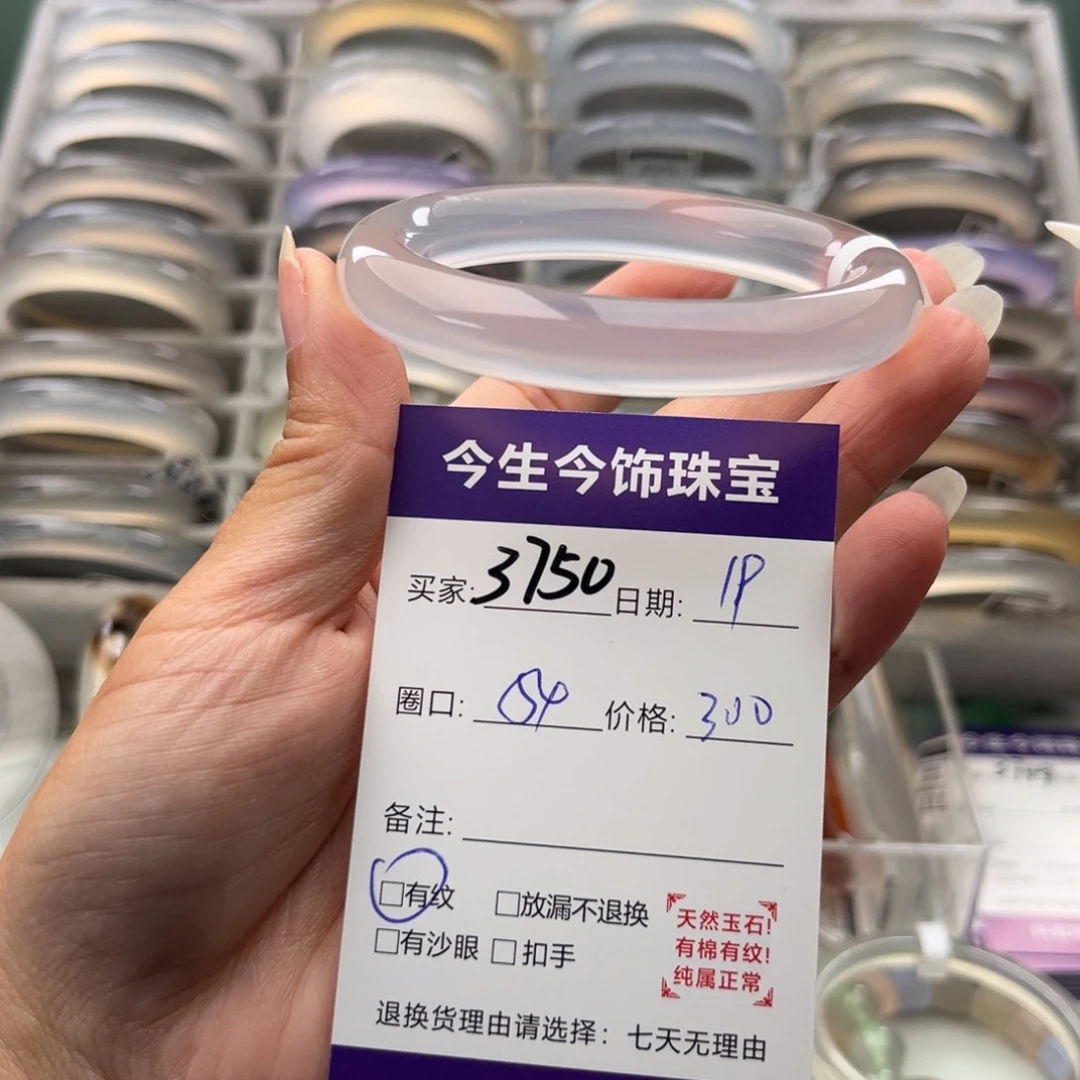 今生今饰珠宝
买家:3750 日期:19
圈口:54 价格:300
备注:
□有纹 □放漏不退换
□有沙眼 □扣手
天然玉石!
有棉有纹!
纯属正常
退换货理由请选择:七天无理由